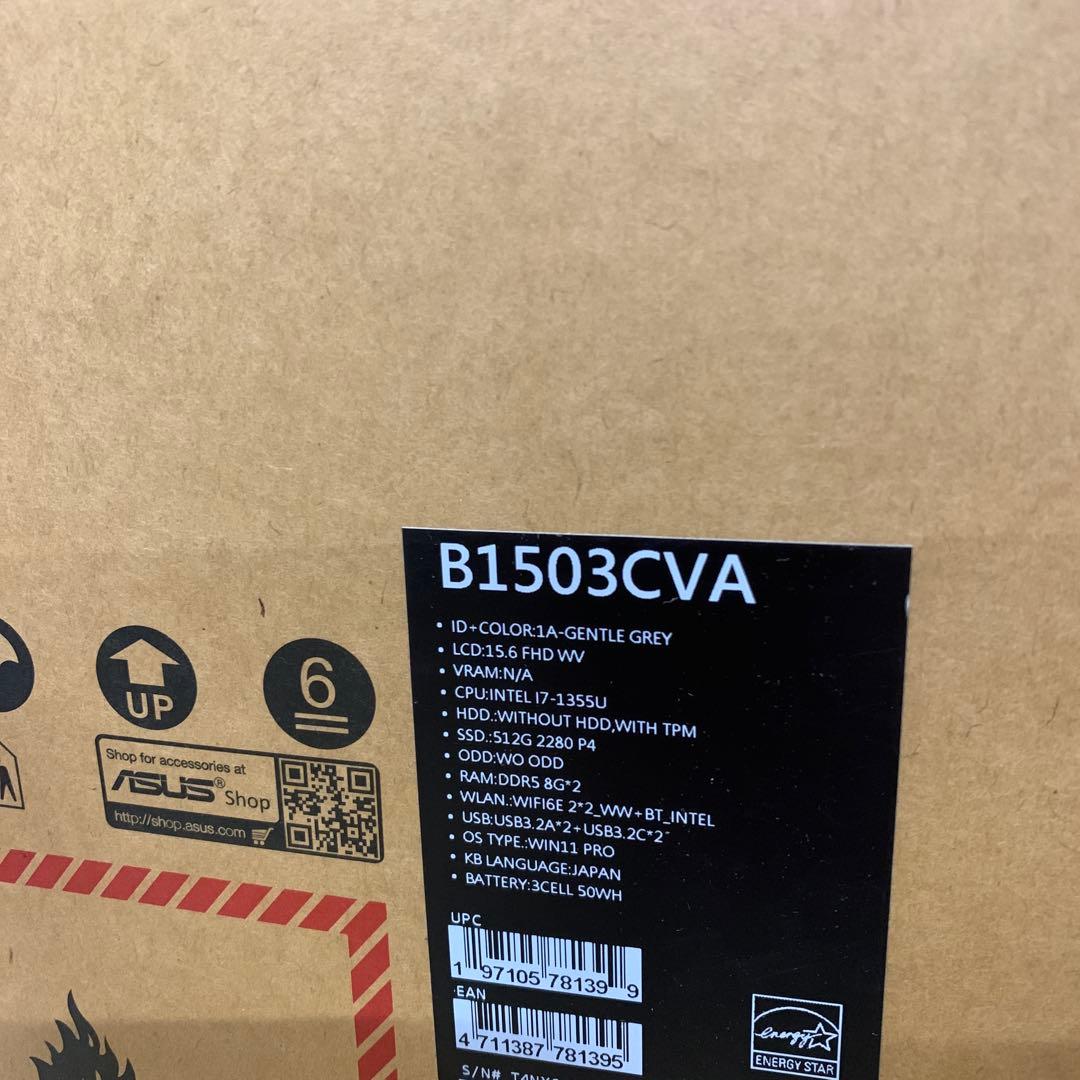 B1503CVA
• ID+COLOR:1A-GENTLE GREY
• LCD:15.6 FHD WV
• VRAM:N/A
• CPU:INTEL I7-1355U
• HDD.:WITHOUT HDD,WITH TPM
• SSD.:512G 2280 P4
• ODD:WO ODD
• RAM:DDR5 8G*2
• WLAN.:WIFI6E 2*2_WW+BT_INTEL
• USB:USB3.2A*2+USB3.2C*2
• OS TYPE.:WIN11 PRO
• KB LANGUAGE:JAPAN
• BATTERY:3CELL 50WH
UPC
1 97105 78139 9
EAN
4 711387 781395
S/N#
energy
ENERGY STAR
UP
6
Shop for accessories at
ASUS® Shop
http://shop.asus.com